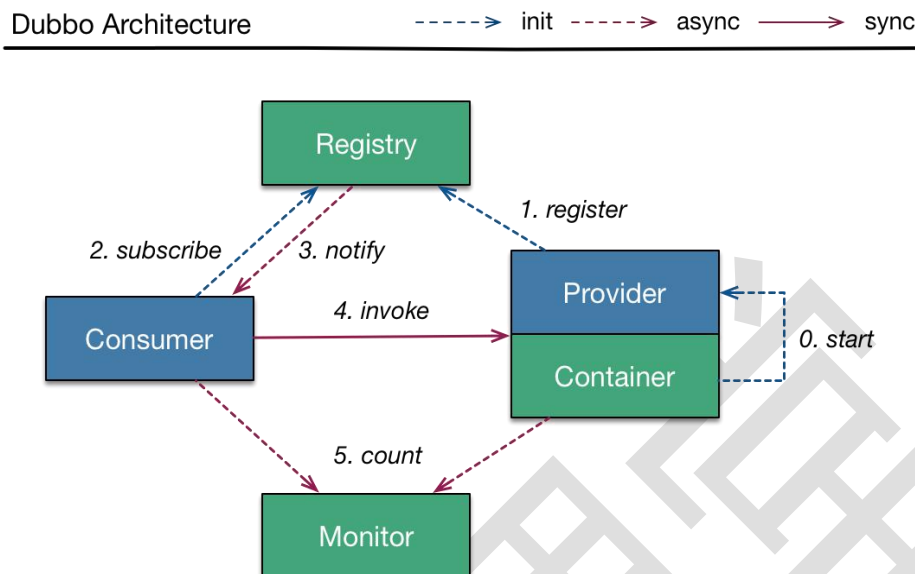 Dubbo Architecture
init
async
sync
Registry
1. register
2. subscribe
3. notify
Provider
Consumer
4. invoke
0. start
Container
5. count
Monitor